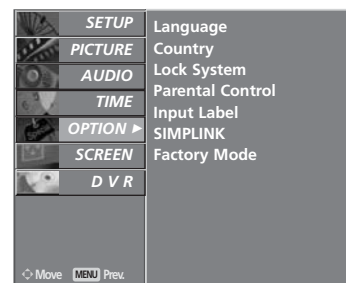 SETUP
PICTURE
AUDIO
TIME
OPTION ►
SCREEN
D V R
Language
Country
Lock System
Parental Control
Input Label
SIMPLINK
Factory Mode
Move MENU Prev.